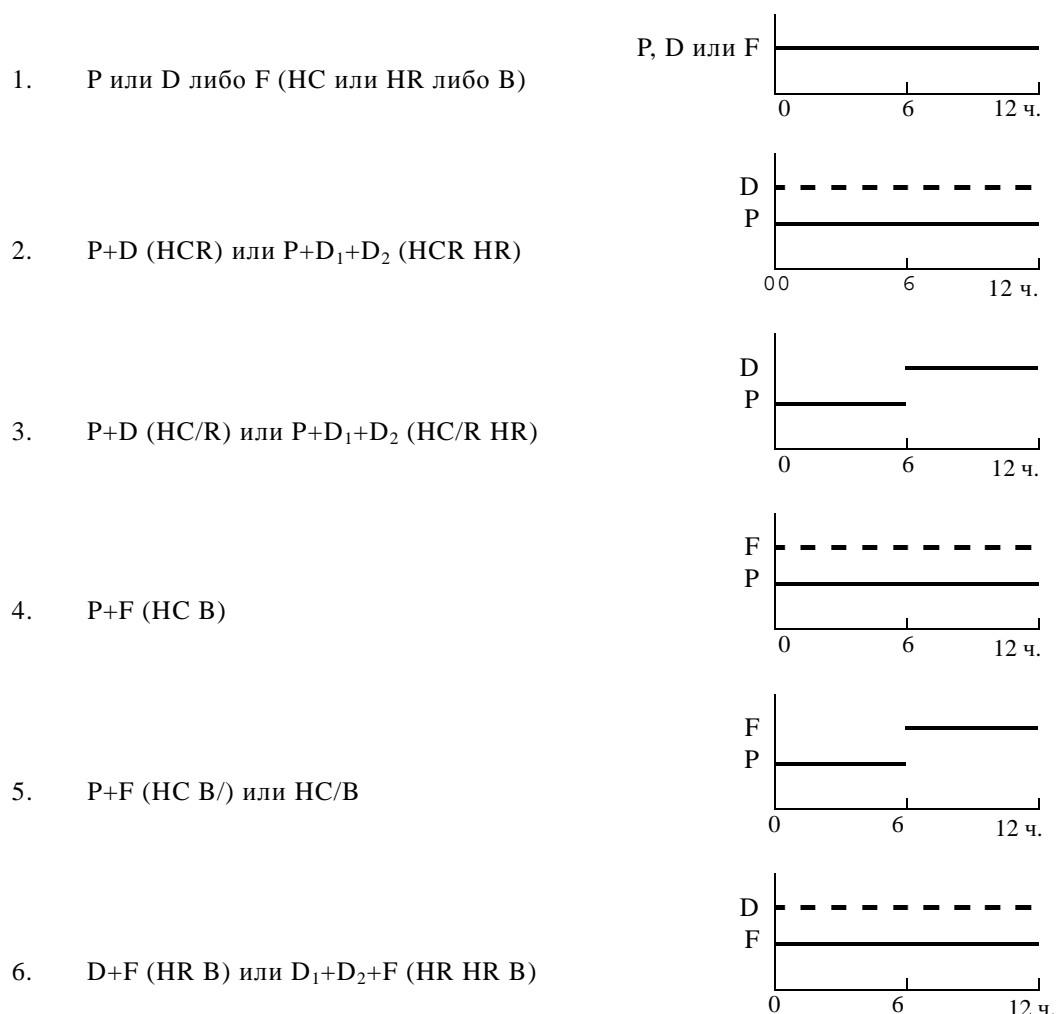 P, D или F
1. P или D либо F (HC или HR либо B)
0 6 12 ч.
D
P
2. P+D (HCR) или P+D₁+D₂ (HCR HR)
00 6 12 ч.
D
P
3. P+D (HC/R) или P+D₁+D₂ (HC/R HR)
0 6 12 ч.
F
P
4. P+F (HC B)
0 6 12 ч.
F
P
5. P+F (HC B/) или HC/B
0 6 12 ч.
D
F
6. D+F (HR B) или D₁+D₂+F (HR HR B)
0 6 12 ч.